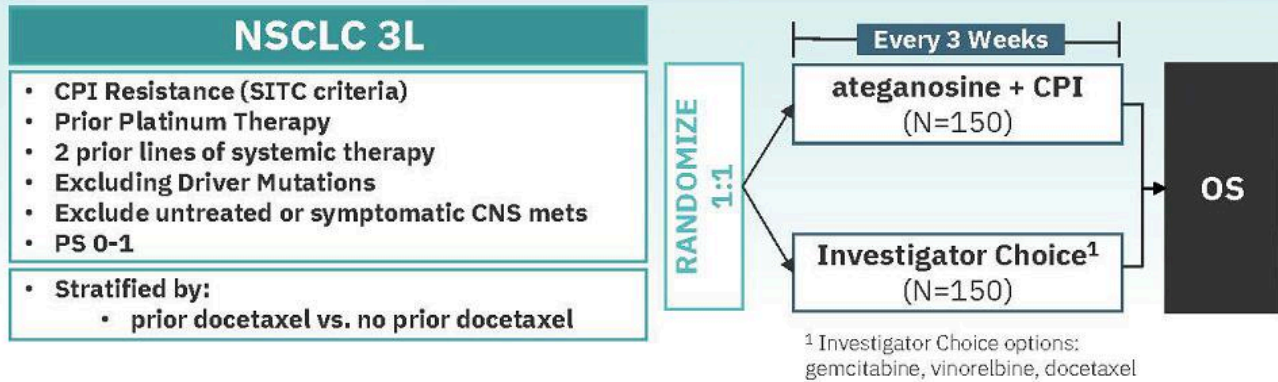 NSCLC 3L
• CPI Resistance (SITC criteria)
• Prior Platinum Therapy
• 2 prior lines of systemic therapy
• Excluding Driver Mutations
• Exclude untreated or symptomatic CNS mets
• PS 0-1
• Stratified by:
• prior docetaxel vs. no prior docetaxel
RANDOMIZE
1:1
Every 3 Weeks
ateganosine + CPI
(N=150)
Investigator Choice¹
(N=150)
¹ Investigator Choice options:
gemcitabine, vinorelbine, docetaxel
OS